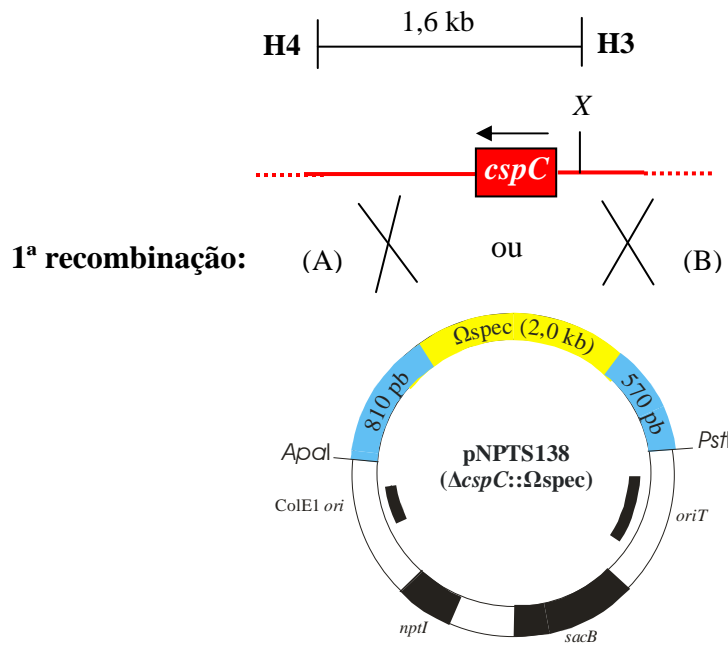 1,6 kb
H4 H3
X
cspC
1ª recombinação: (A) ou (B)
Ωspec (2,0 kb)
810 pb
570 pb
ApaI
PstI
pNPTS138
(ΔcspC::Ωspec)
ColE1 ori
oriT
nptI
sacB